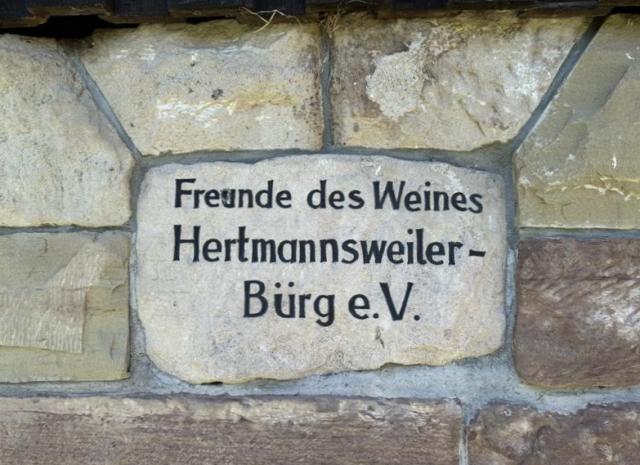 Freunde des Weines
Hertmannsweiler-
Bürg e.V.